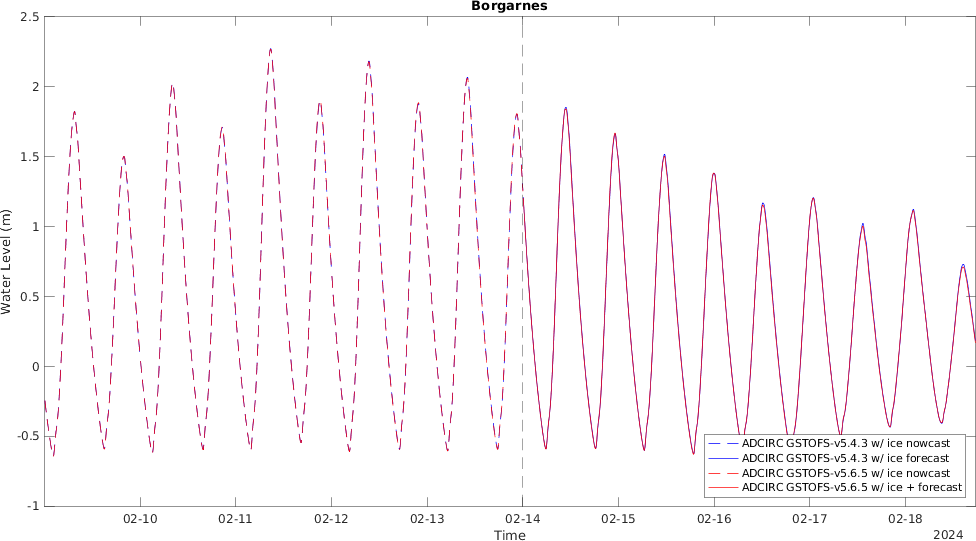 Borgarnes
2.5
2
1.5
1
0.5
0
-0.5
-1
Water Level (m)
02-10 02-11 02-12 02-13 02-14 02-15 02-16 02-17 02-18
Time
2024
ADCIRC GSTOFS-v5.4.3 w/ ice nowcast
ADCIRC GSTOFS-v5.4.3 w/ ice forecast
ADCIRC GSTOFS-v5.6.5 w/ ice nowcast
ADCIRC GSTOFS-v5.6.5 w/ ice + forecast